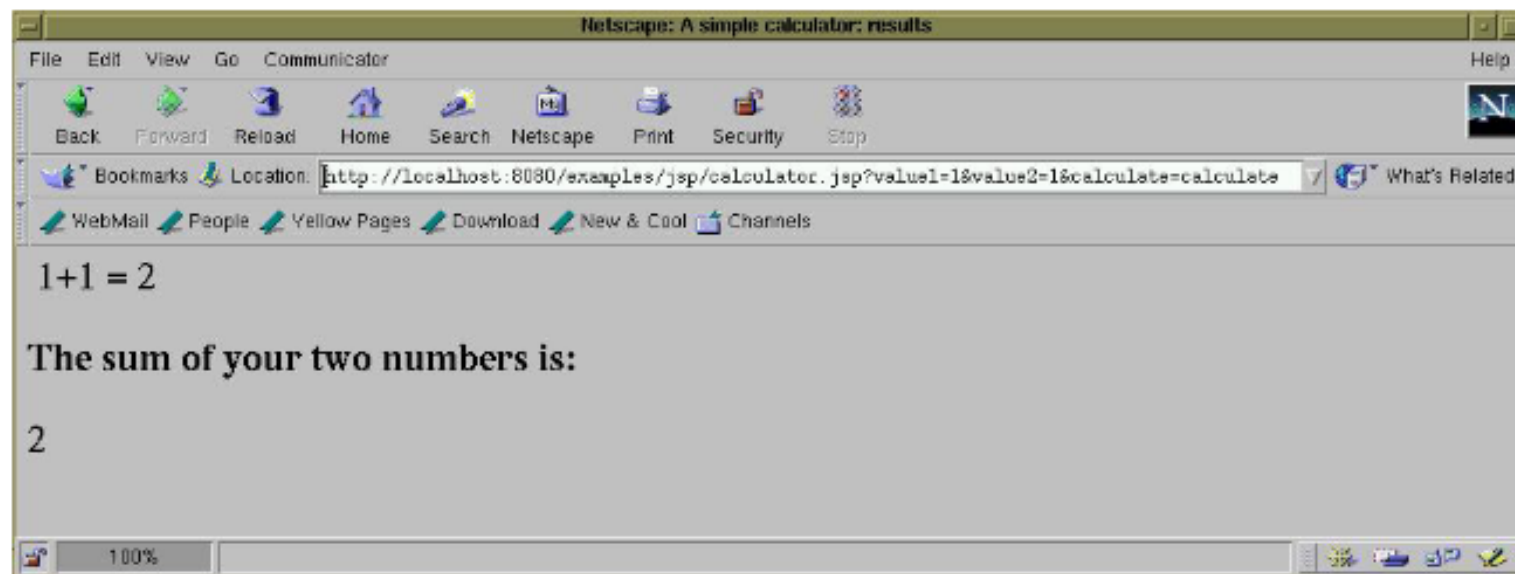 Netscape: A simple calculator: results
File Edit View Go Communicator Help
Back Forward Reload Home Search Netscape Print Security Stop N
Bookmarks Location: http://localhost:8080/examples/jsp/calculator.jsp?value1=1&value2=1&calculate=calculate What's Related
WebMail People Yellow Pages Download New & Cool Channels
1+1 = 2
The sum of your two numbers is:
2
100%